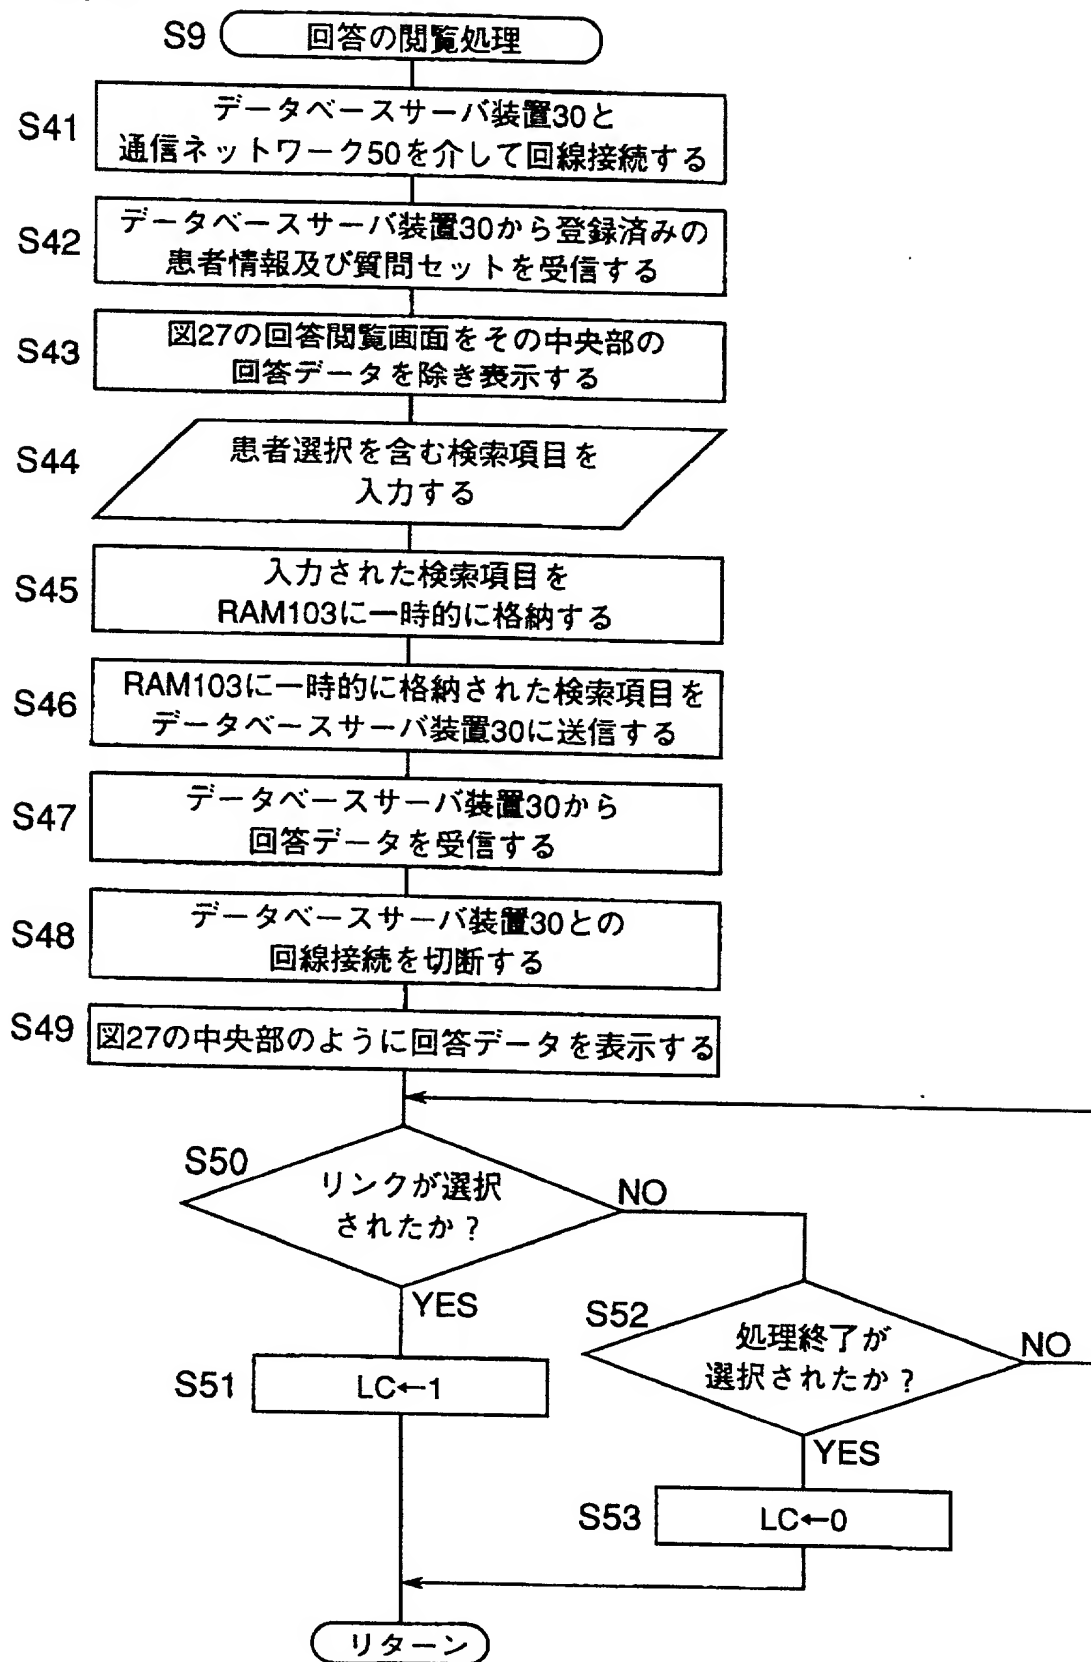 S9 回答の閲覧処理
S41
データベースサーバ装置30と
通信ネットワーク50を介して回線接続する
S42
データベースサーバ装置30から登録済みの
患者情報及び質問セットを受信する
S43
図27の回答閲覧画面をその中央部の
回答データを除き表示する
S44
患者選択を含む検索項目を
入力する
S45
入力された検索項目を
RAM103に一時的に格納する
S46
RAM103に一時的に格納された検索項目を
データベースサーバ装置30に送信する
S47
データベースサーバ装置30から
回答データを受信する
S48
データベースサーバ装置30との
回線接続を切断する
S49 図27の中央部のように回答データを表示する
S50
リンクが選択
されたか?
NO
YES
S52
処理終了が
選択されたか?
NO
S51 LC←1
YES
S53 LC←0
リターン